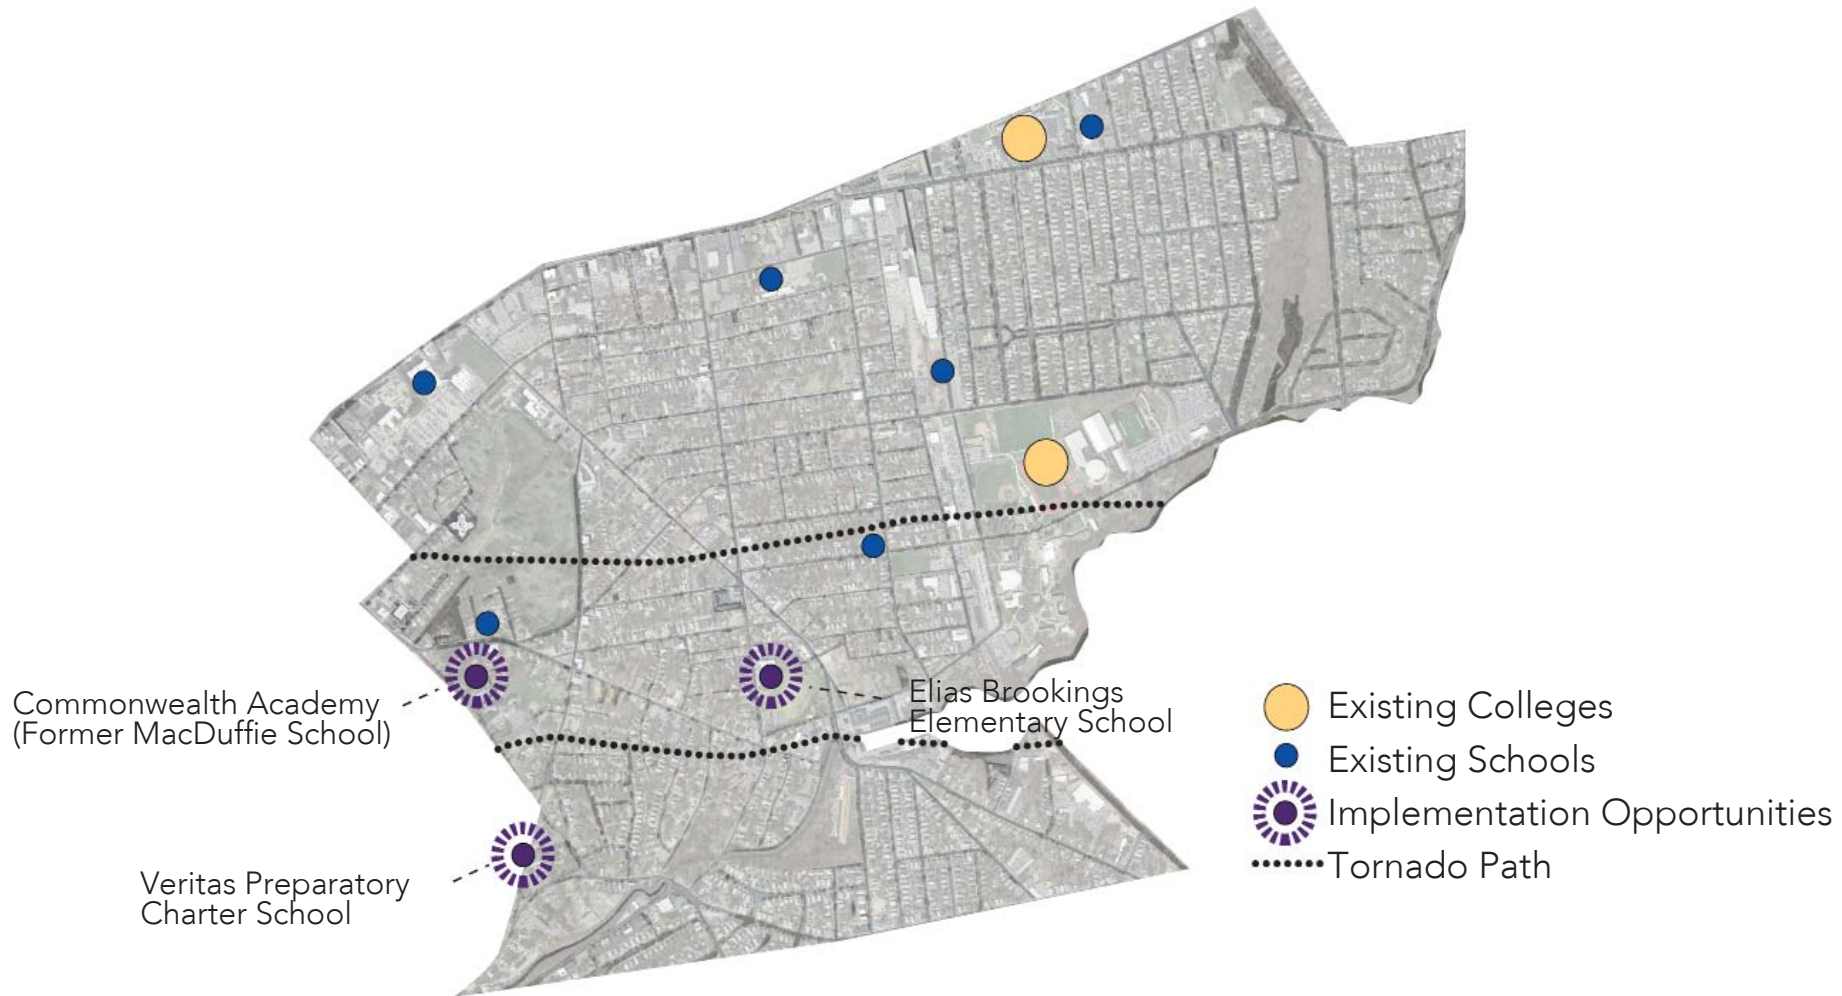 Commonwealth Academy
(Former MacDuffie School)
Elias Brookings
Elementary School
Veritas Preparatory
Charter School
Existing Colleges
Existing Schools
Implementation Opportunities
Tornado Path